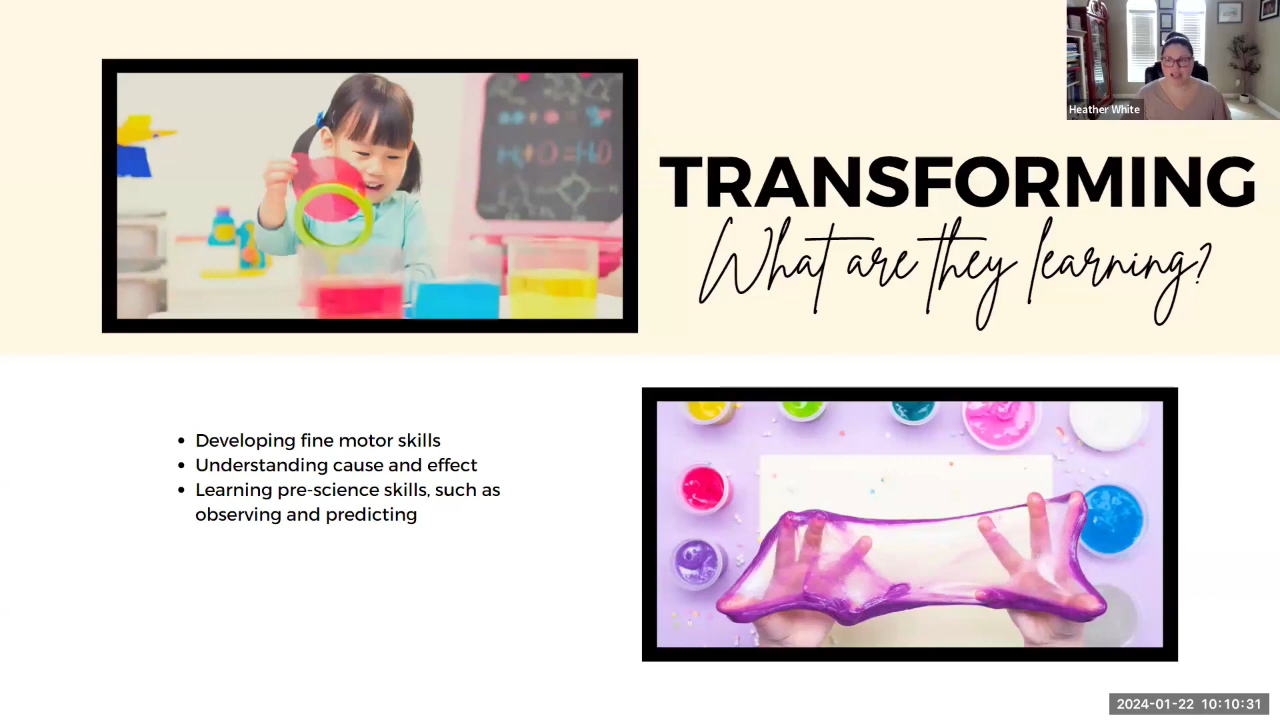 Heather White
TRANSFORMING
What are they learning?
• Developing fine motor skills
• Understanding cause and effect
• Learning pre-science skills, such as
observing and predicting
2024-01-22 10:10:31